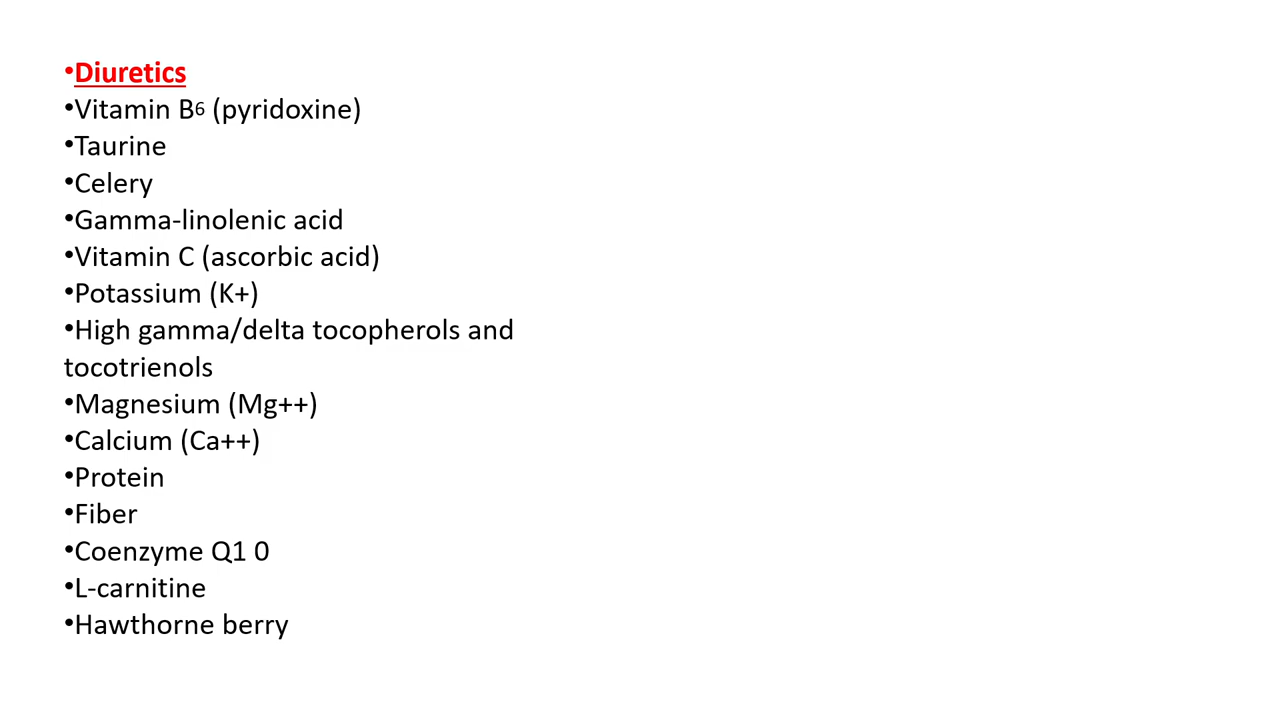 •Diuretics
•Vitamin B6 (pyridoxine)
•Taurine
•Celery
•Gamma-linolenic acid
•Vitamin C (ascorbic acid)
•Potassium (K+)
•High gamma/delta tocopherols and
tocotrienols
•Magnesium (Mg++)
•Calcium (Ca++)
•Protein
•Fiber
•Coenzyme Q1 0
•L-carnitine
•Hawthorne berry